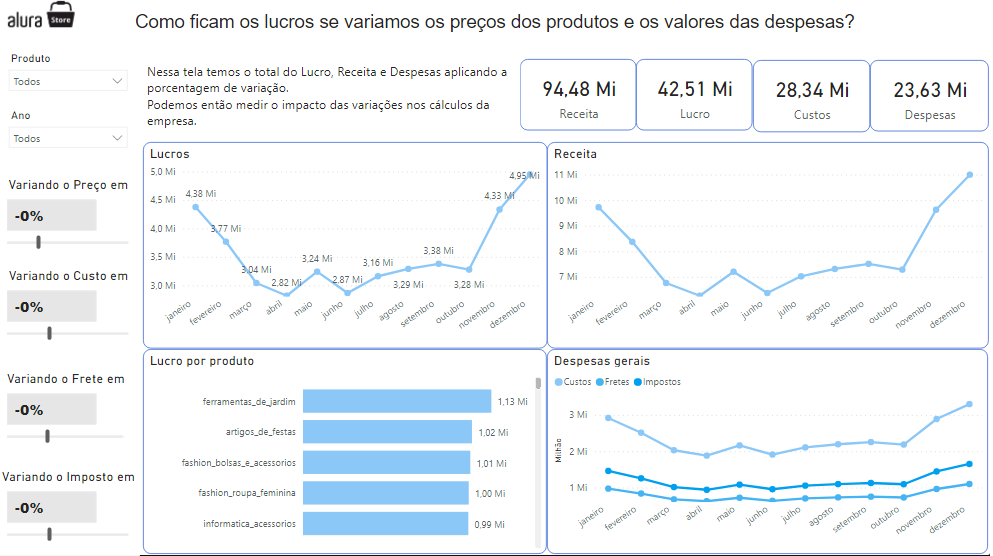 alura
Store
Como ficam os lucros se variamos os preços dos produtos e os valores das despesas?
Produto
Todos
Ano
Todos
Nessa tela temos o total do Lucro, Receita e Despesas aplicando a
porcentagem de variação.
Podemos então medir o impacto das variações nos cálculos da
empresa.
94,48 Mi
Receita
42,51 Mi
Lucro
28,34 Mi
Custos
23,63 Mi
Despesas
Variando o Preço em
-0%
Variando o Custo em
-0%
Variando o Frete em
-0%
Variando o Imposto em
-0%
Lucros
5,0 Mi
4,5 Mi
4,0 Mi
3,5 Mi
3,0 Mi
4,38 Mi
3,77 Mi
3,04 Mi
2,82 Mi
3,24 Mi
2,87 Mi
3,16 Mi
3,29 Mi
3,38 Mi
3,28 Mi
4,33 Mi
4,95 Mi
janeiro
fevereiro
março
abril
maio
junho
julho
agosto
setembro
outubro
novembro
dezembro
Receita
11 Mi
10 Mi
9 Mi
8 Mi
7 Mi
janeiro
fevereiro
março
abril
maio
junho
julho
agosto
setembro
outubro
novembro
dezembro
Lucro por produto
ferramentas_de_jardim 1,13 Mi
artigos_de_festas 1,02 Mi
fashion_bolsas_e_acessorios 1,01 Mi
fashion_roupa_feminina 1,00 Mi
informatica_acessorios 0,99 Mi
Despesas gerais
Custos Fretes Impostos
Milhão
3 Mi
2 Mi
1 Mi
janeiro
fevereiro
março
abril
maio
junho
julho
agosto
setembro
outubro
novembro
dezembro